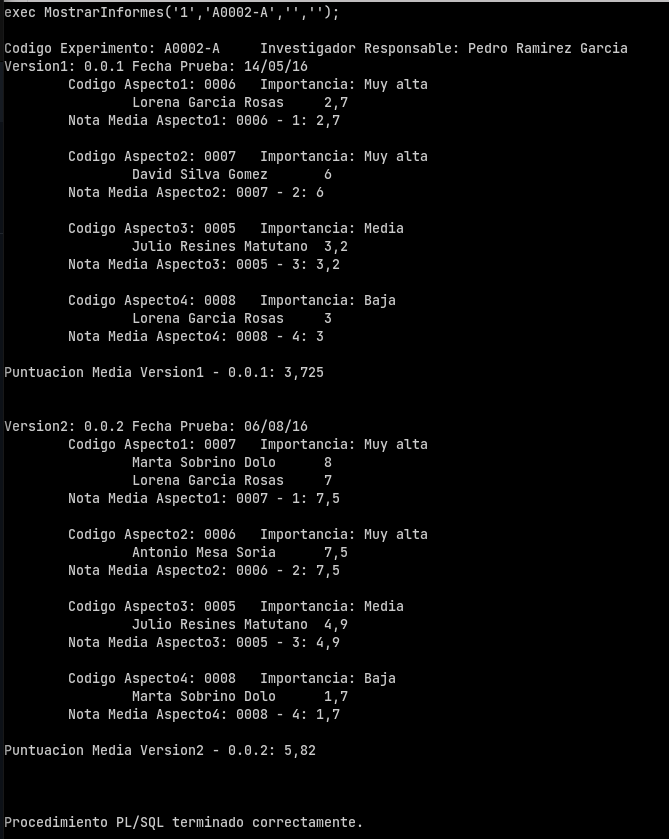 exec MostrarInformes('1','A0002-A','','');
Codigo Experimento: A0002-A     Investigador Responsable: Pedro Ramirez Garcia
Version1: 0.0.1 Fecha Prueba: 14/05/16
        Codigo Aspecto1: 0006   Importancia: Muy alta
                Lorena Garcia Rosas     2,7
        Nota Media Aspecto1: 0006 - 1: 2,7
        Codigo Aspecto2: 0007   Importancia: Muy alta
                David Silva Gomez       6
        Nota Media Aspecto2: 0007 - 2: 6
        Codigo Aspecto3: 0005   Importancia: Media
                Julio Resines Matutano  3,2
        Nota Media Aspecto3: 0005 - 3: 3,2
        Codigo Aspecto4: 0008   Importancia: Baja
                Lorena Garcia Rosas     3
        Nota Media Aspecto4: 0008 - 4: 3
Puntuacion Media Version1 - 0.0.1: 3,725
Version2: 0.0.2 Fecha Prueba: 06/08/16
        Codigo Aspecto1: 0007   Importancia: Muy alta
                Marta Sobrino Dolo      8
                Lorena Garcia Rosas     7
        Nota Media Aspecto1: 0007 - 1: 7,5
        Codigo Aspecto2: 0006   Importancia: Muy alta
                Antonio Mesa Soria      7,5
        Nota Media Aspecto2: 0006 - 2: 7,5
        Codigo Aspecto3: 0005   Importancia: Media
                Julio Resines Matutano  4,9
        Nota Media Aspecto3: 0005 - 3: 4,9
        Codigo Aspecto4: 0008   Importancia: Baja
                Marta Sobrino Dolo      1,7
        Nota Media Aspecto4: 0008 - 4: 1,7
Puntuacion Media Version2 - 0.0.2: 5,82
Procedimiento PL/SQL terminado correctamente.